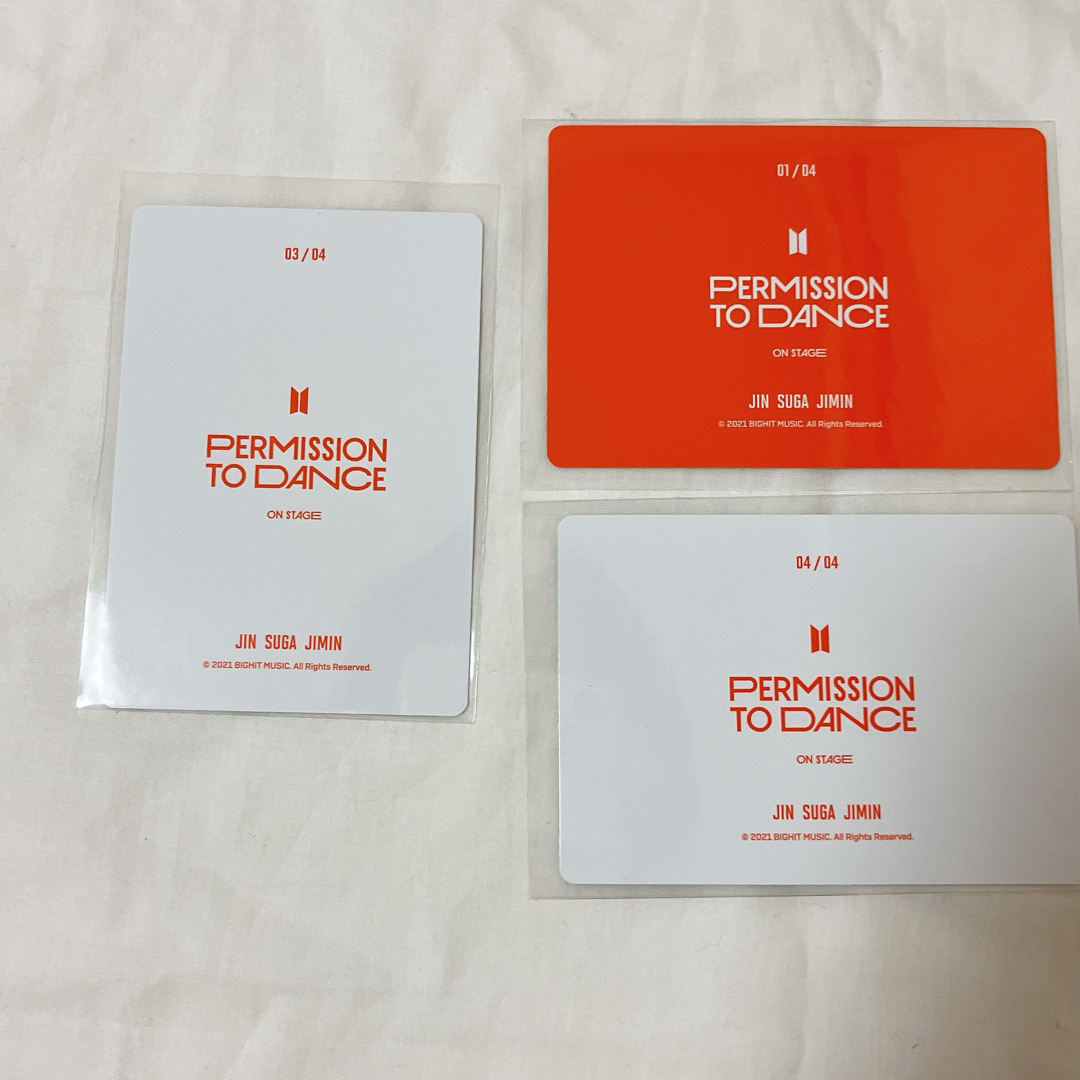 03 / 04
PERMISSION
TO DANCE
ON STAGE
JIN SUGA JIMIN
© 2021 BIGHIT MUSIC. All Rights Reserved.
01 / 04
PERMISSION
TO DANCE
ON STAGE
JIN SUGA JIMIN
© 2021 BIGHIT MUSIC. All Rights Reserved.
04 / 04
PERMISSION
TO DANCE
ON STAGE
JIN SUGA JIMIN
© 2021 BIGHIT MUSIC. All Rights Reserved.